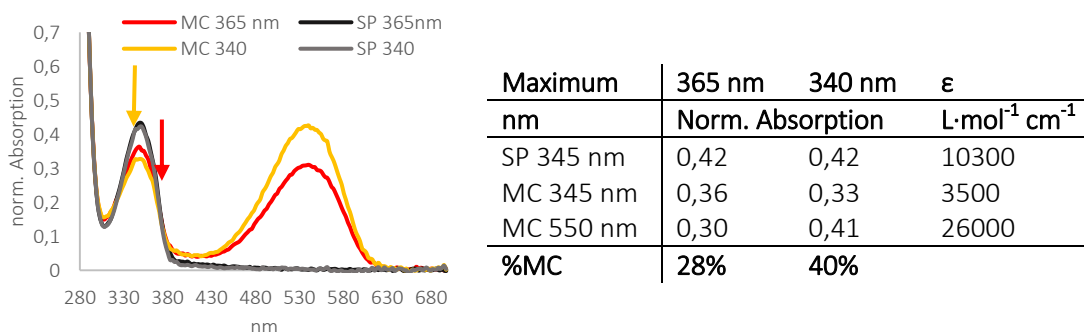 MC 365 nm SP 365nm
MC 340 SP 340
norm. Absorption
0,7
0,6
0,5
0,4
0,3
0,2
0,1
0
280 330 380 430 480 530 580 630 680
nm
Maximum 365 nm 340 nm ε
nm Norm. Absorption L·mol⁻¹ cm⁻¹
SP 345 nm 0,42 0,42 10300
MC 345 nm 0,36 0,33 3500
MC 550 nm 0,30 0,41 26000
%MC 28% 40%